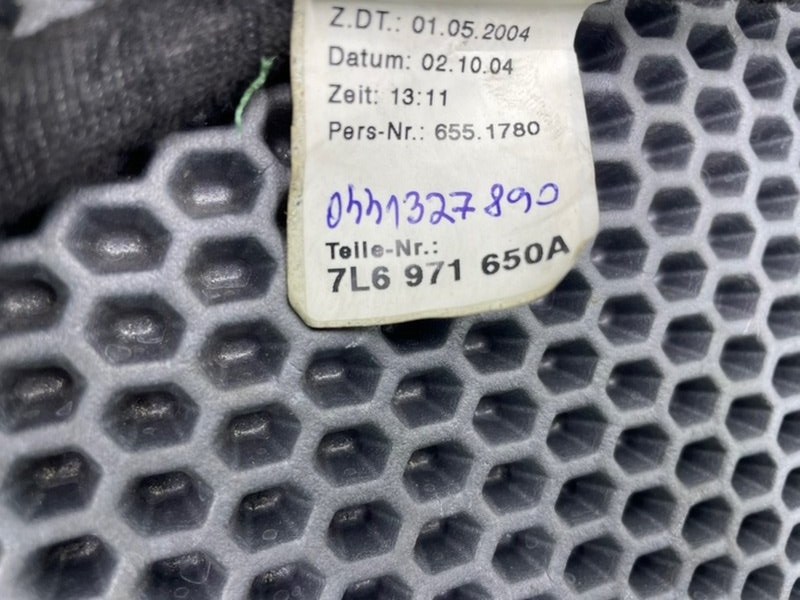 Z.DT.: 01.05.2004
Datum: 02.10.04
Zeit: 13:11
Pers-Nr.: 655.1780
0441327890
Teile-Nr.:
7L6 971 650A